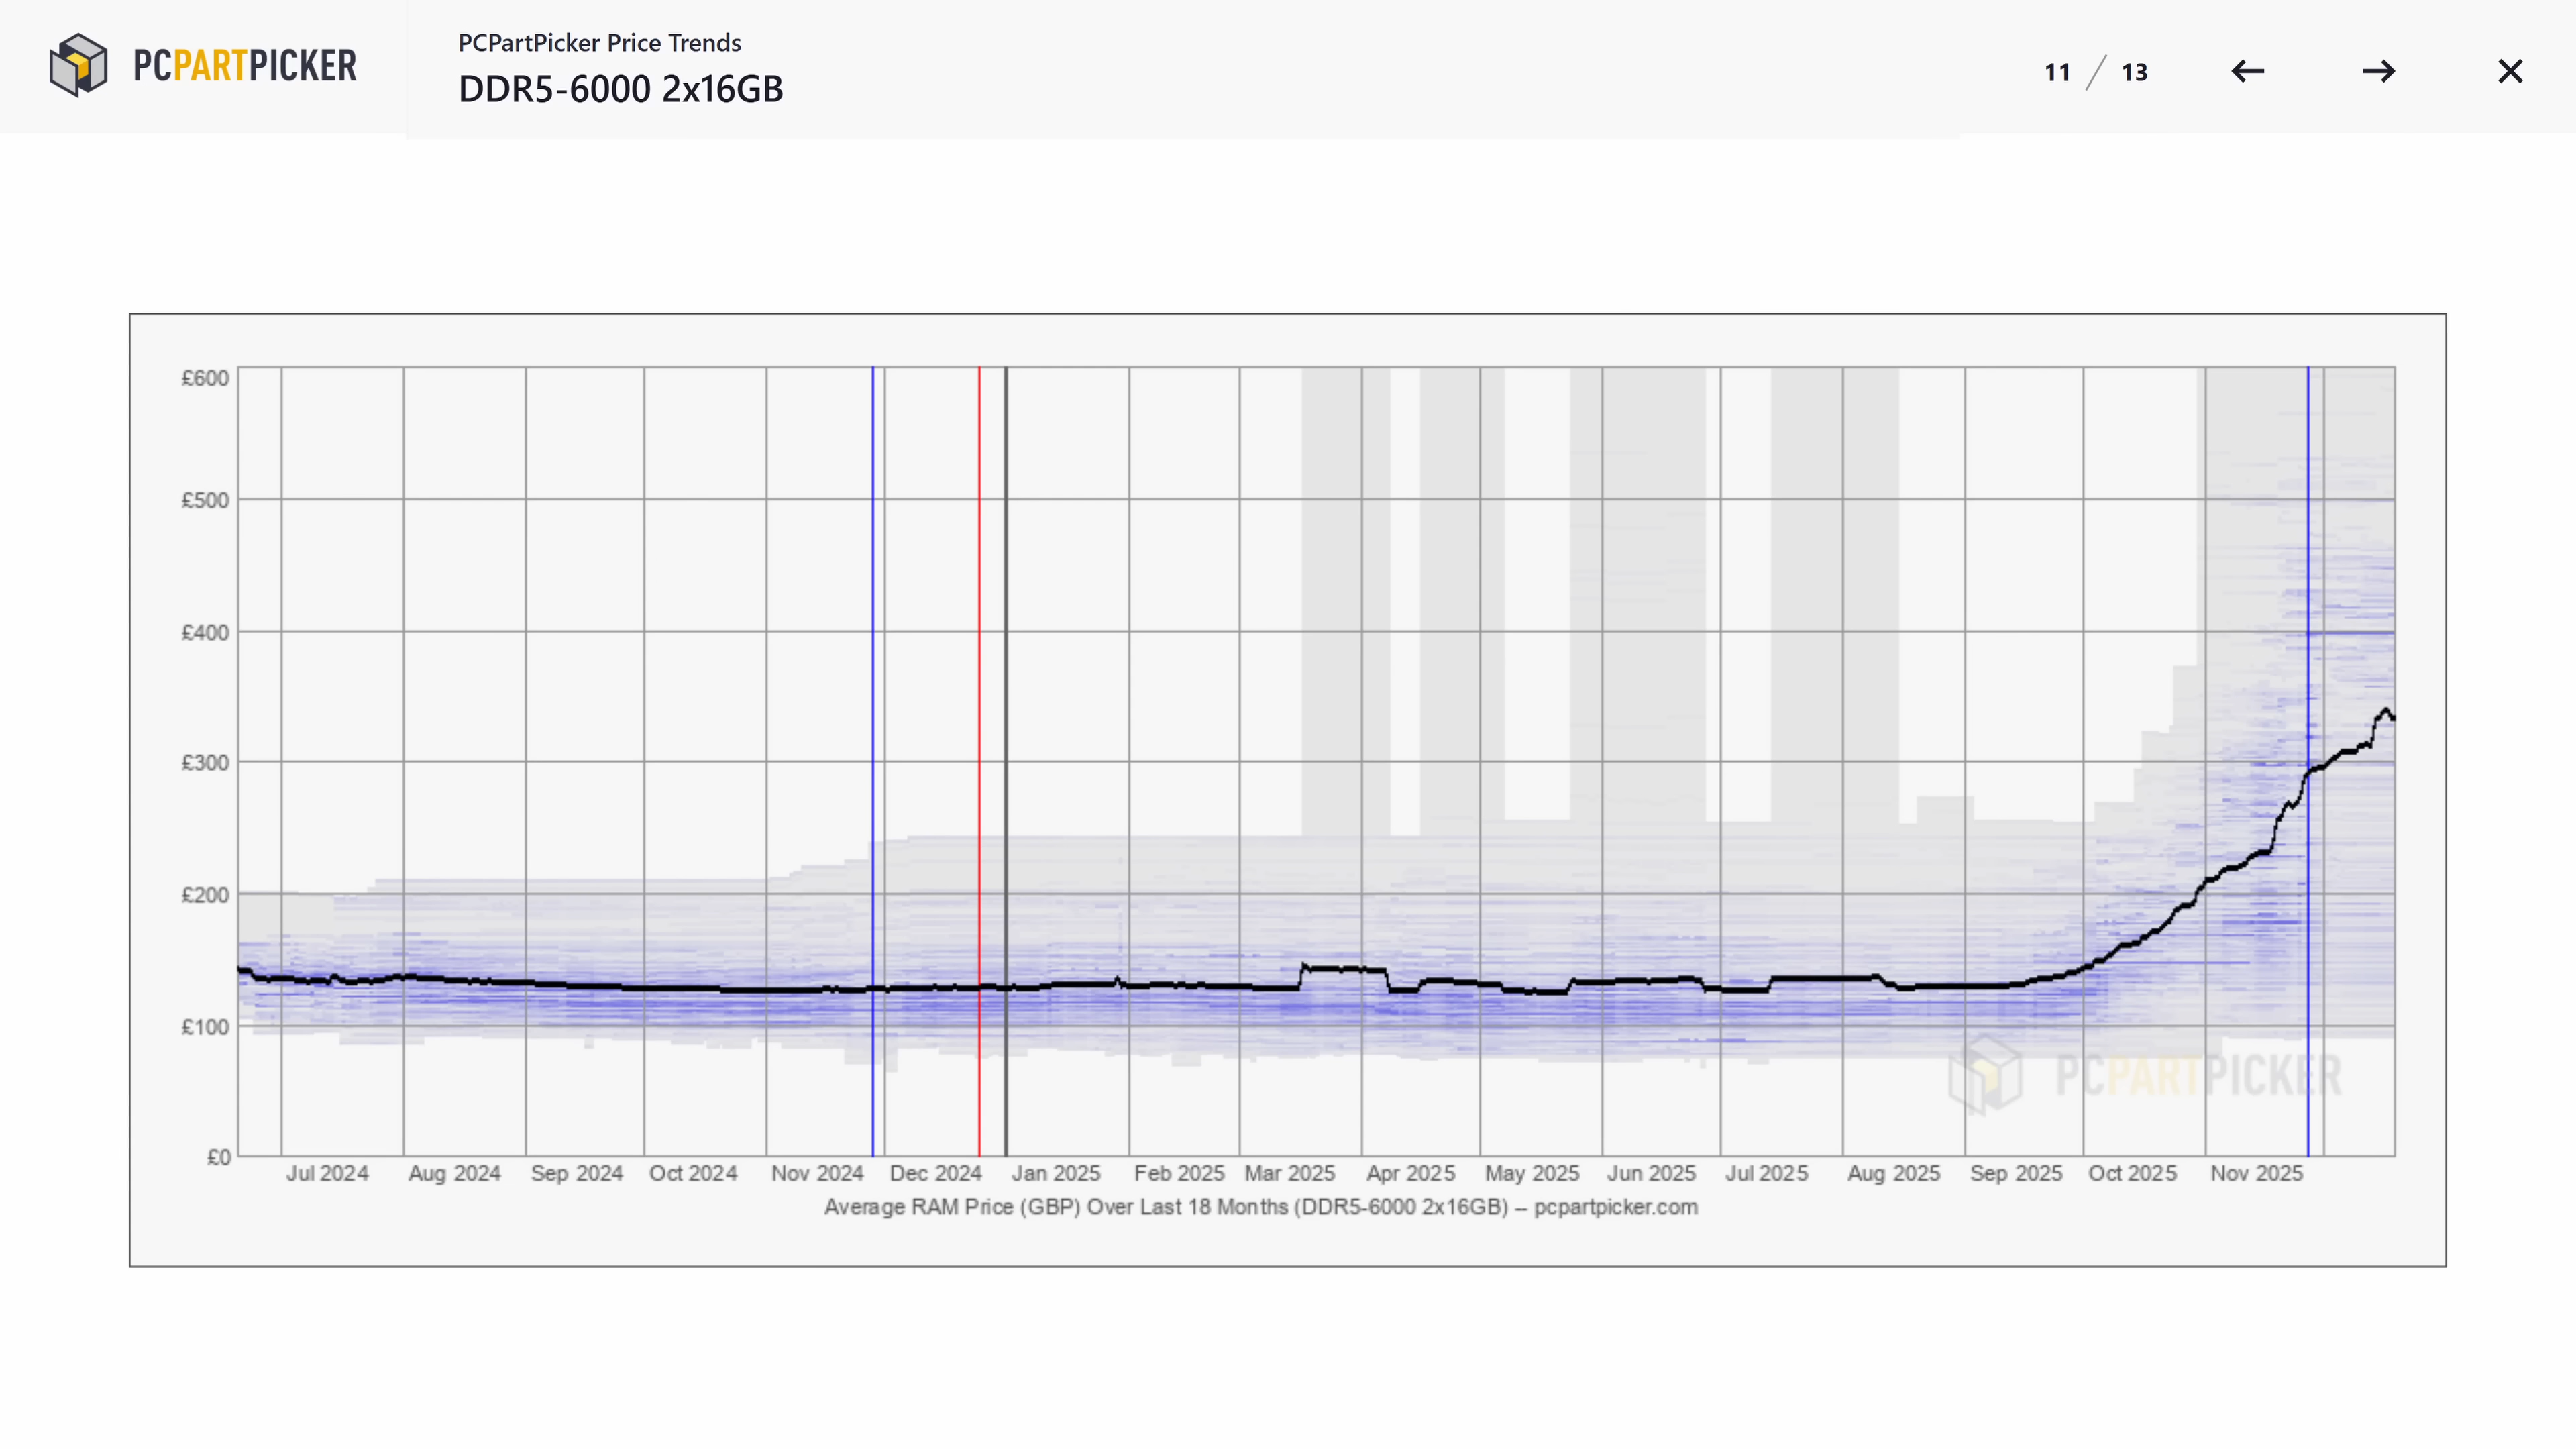 PCPARTPICKER
PCPartPicker Price Trends
DDR5-6000 2x16GB
11 / 13
£600
£500
£400
£300
£200
£100
£0
PCPARTPICKER
Jul 2024 Aug 2024 Sep 2024 Oct 2024 Nov 2024 Dec 2024 Jan 2025 Feb 2025 Mar 2025 Apr 2025 May 2025 Jun 2025 Jul 2025 Aug 2025 Sep 2025 Oct 2025 Nov 2025
Average RAM Price (GBP) Over Last 18 Months (DDR5-6000 2x16GB) – pcpartpicker.com